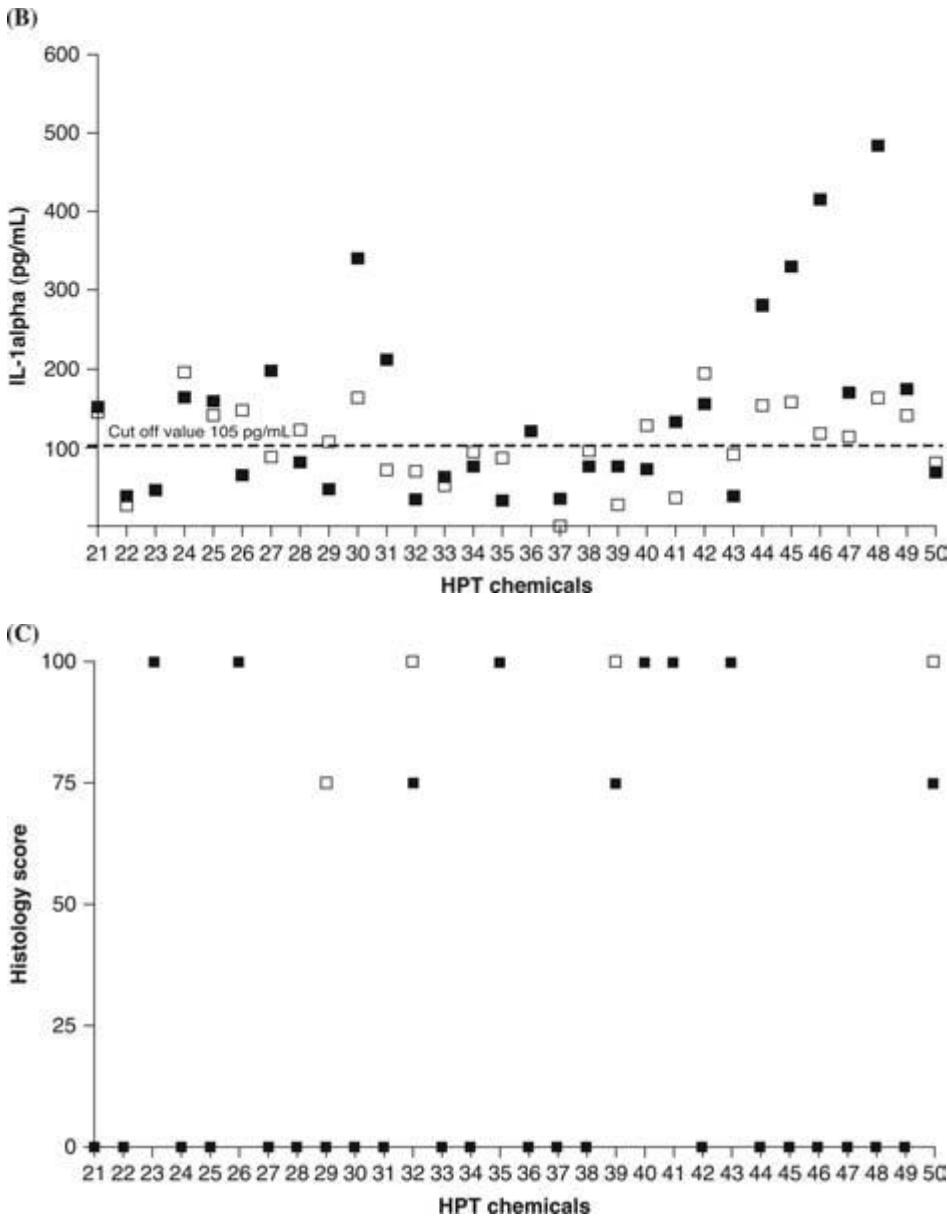 (B)
600
500
400
300
200
100
IL-1alpha (pg/mL)
Cut off value 105 pg/mL
21 22 23 24 25 26 27 28 29 30 31 32 33 34 35 36 37 38 39 40 41 42 43 44 45 46 47 48 49 50
HPT chemicals
(C)
100
75
50
25
0
Histology score
21 22 23 24 25 26 27 28 29 30 31 32 33 34 35 36 37 38 39 40 41 42 43 44 45 46 47 48 49 50
HPT chemicals